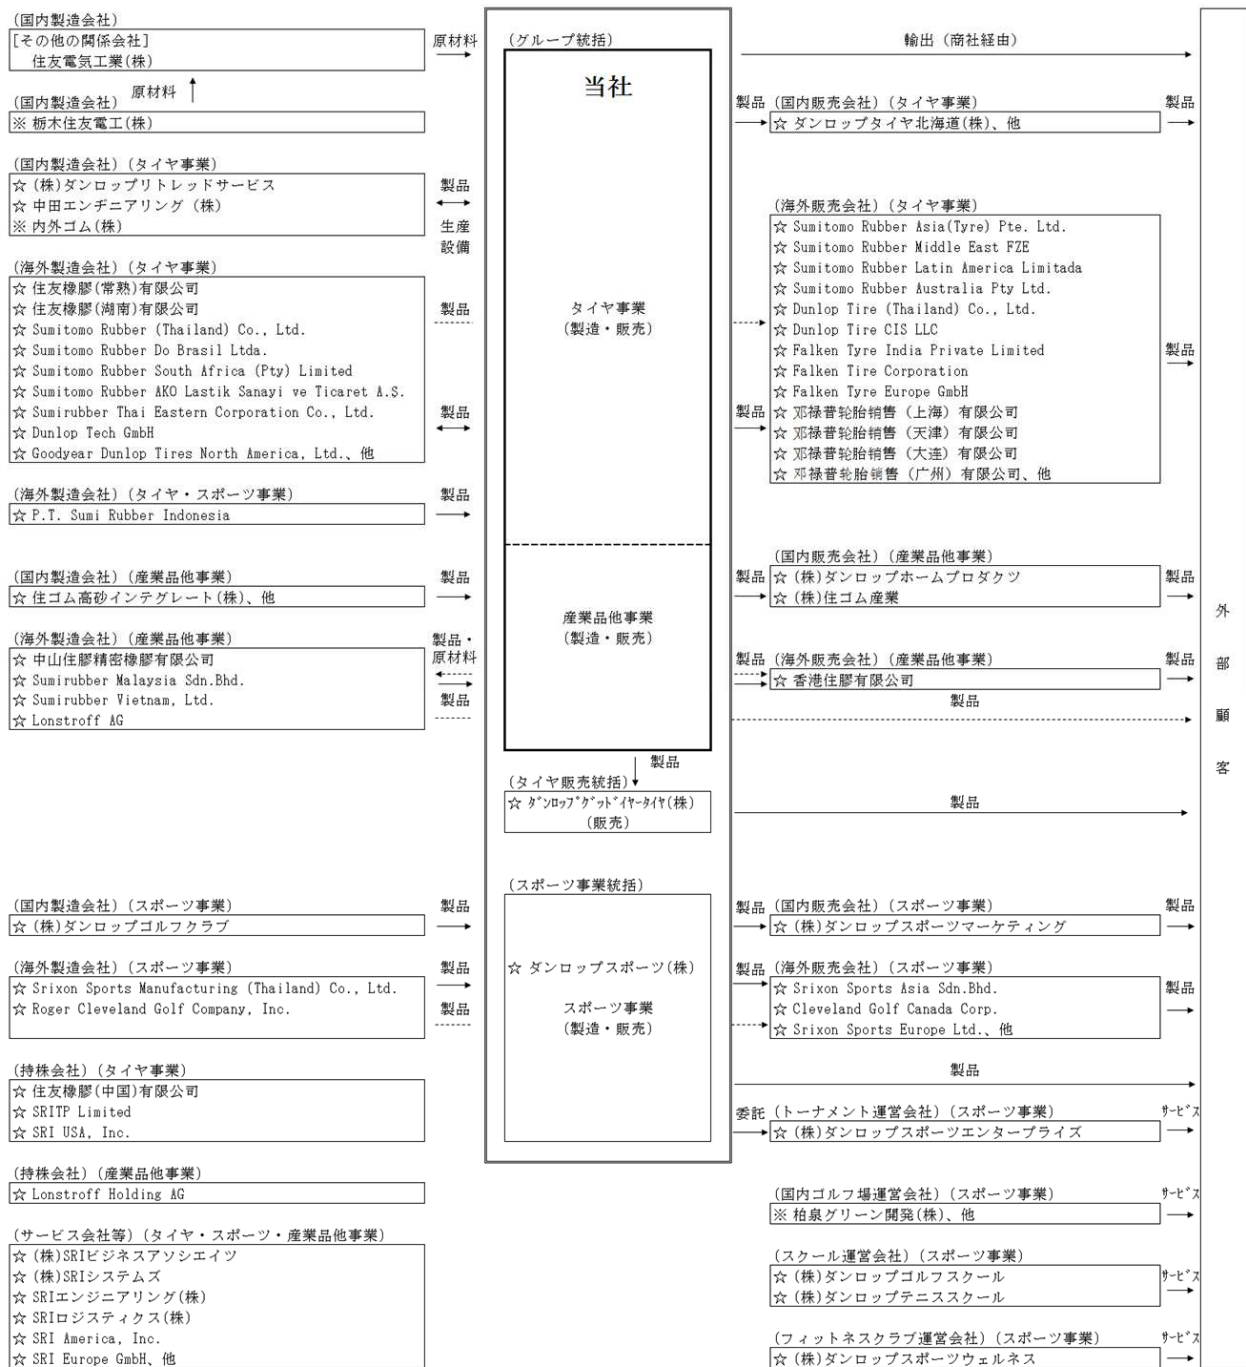 (国内製造会社)
[その他の関係会社]
住友電気工業(株)
原材料
原材料
(国内製造会社)
※ 栃木住友電工(株)
(国内製造会社)(タイヤ事業)
☆ (株)ダンロップリトレッドサービス
☆ 中田エンヂニアリング (株)
※ 内外ゴム(株)
製品
生産
設備
(海外製造会社)(タイヤ事業)
☆ 住友橡膠(常熟)有限公司
☆ 住友橡膠(湖南)有限公司
☆ Sumitomo Rubber (Thailand) Co., Ltd.
☆ Sumitomo Rubber Do Brasil Ltda.
☆ Sumitomo Rubber South Africa (Pty) Limited
☆ Sumitomo Rubber AKO Lastik Sanayi ve Ticaret A.Ş.
☆ Sumirubber Thai Eastern Corporation Co., Ltd.
☆ Dunlop Tech GmbH
☆ Goodyear Dunlop Tires North America, Ltd.、他
製品
製品
(海外製造会社)(タイヤ・スポーツ事業)
☆ P.T. Sumi Rubber Indonesia
製品
(国内製造会社)(産業品他事業)
☆ 住ゴム高砂インテグレート(株)、他
製品
(海外製造会社)(産業品他事業)
☆ 中山住膠精密橡膠有限公司
☆ Sumirubber Malaysia Sdn.Bhd.
☆ Sumirubber Vietnam, Ltd.
☆ Lonstroff AG
製品・
原材料
製品
(国内製造会社)(スポーツ事業)
☆ (株)ダンロップゴルフクラブ
製品
(海外製造会社)(スポーツ事業)
☆ Srixon Sports Manufacturing (Thailand) Co., Ltd.
☆ Roger Cleveland Golf Company, Inc.
製品
製品
(持株会社)(タイヤ事業)
☆ 住友橡膠(中国)有限公司
☆ SRITP Limited
☆ SRI USA, Inc.
(持株会社)(産業品他事業)
☆ Lonstroff Holding AG
(サービス会社等)(タイヤ・スポーツ・産業品他事業)
☆ (株)SRIビジネスアソシエイツ
☆ (株)SRIシステムズ
☆ SRIエンジニアリング(株)
☆ SRIロジスティクス(株)
☆ SRI America, Inc.
☆ SRI Europe GmbH、他
(グループ統括)
当社
タイヤ事業
(製造・販売)
産業品他事業
(製造・販売)
製品
(タイヤ販売統括)
☆ ダンロップグッドイヤータイヤ(株)
(販売)
(スポーツ事業統括)
☆ ダンロップスポーツ(株)
スポーツ事業
(製造・販売)
輸出 (商社経由)
製品
(国内販売会社)(タイヤ事業)
☆ ダンロップタイヤ北海道(株)、他
製品
(海外販売会社)(タイヤ事業)
☆ Sumitomo Rubber Asia(Tyre) Pte. Ltd.
☆ Sumitomo Rubber Middle East FZE
☆ Sumitomo Rubber Latin America Limitada
☆ Sumitomo Rubber Australia Pty Ltd.
☆ Dunlop Tire (Thailand) Co., Ltd.
☆ Dunlop Tire CIS LLC
☆ Falken Tyre India Private Limited
☆ Falken Tire Corporation
☆ Falken Tyre Europe GmbH
☆ 邓禄普轮胎销售 (上海) 有限公司
☆ 邓禄普轮胎销售 (天津) 有限公司
☆ 邓禄普轮胎销售 (大连) 有限公司
☆ 邓禄普轮胎销售 (广州) 有限公司、他
製品
製品
(国内販売会社)(産業品他事業)
製品
☆ (株)ダンロップホームプロダクツ
☆ (株)住ゴム産業
製品
製品
(海外販売会社)(産業品他事業)
☆ 香港住膠有限公司
製品
製品
製品
製品
(国内販売会社)(スポーツ事業)
☆ (株)ダンロップスポーツマーケティング
製品
製品
(海外販売会社)(スポーツ事業)
☆ Srixon Sports Asia Sdn.Bhd.
☆ Cleveland Golf Canada Corp.
☆ Srixon Sports Europe Ltd.、他
製品
製品
委託
(トーナメント運営会社)(スポーツ事業)
☆ (株)ダンロップスポーツエンタープライズ
サービス
(国内ゴルフ場運営会社)(スポーツ事業)
※ 柏泉グリーン開発(株)、他
サービス
(スクール運営会社)(スポーツ事業)
☆ (株)ダンロップゴルフスクール
☆ (株)ダンロップテニススクール
サービス
(フィットネスクラブ運営会社)(スポーツ事業)
☆ (株)ダンロップスポーツウェルネス
サービス
外
部
顧
客